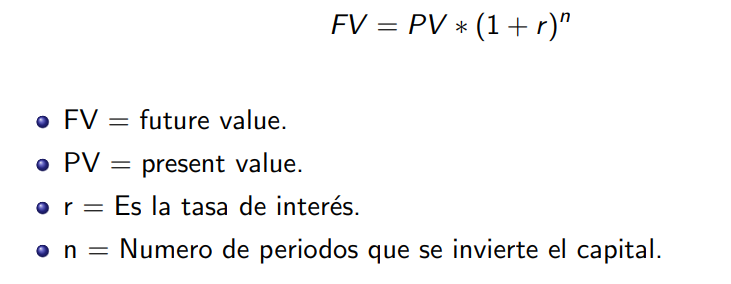 FV = PV ∗ (1 + r)ⁿ
FV = future value.
PV = present value.
r = Es la tasa de interés.
n = Numero de periodos que se invierte el capital.